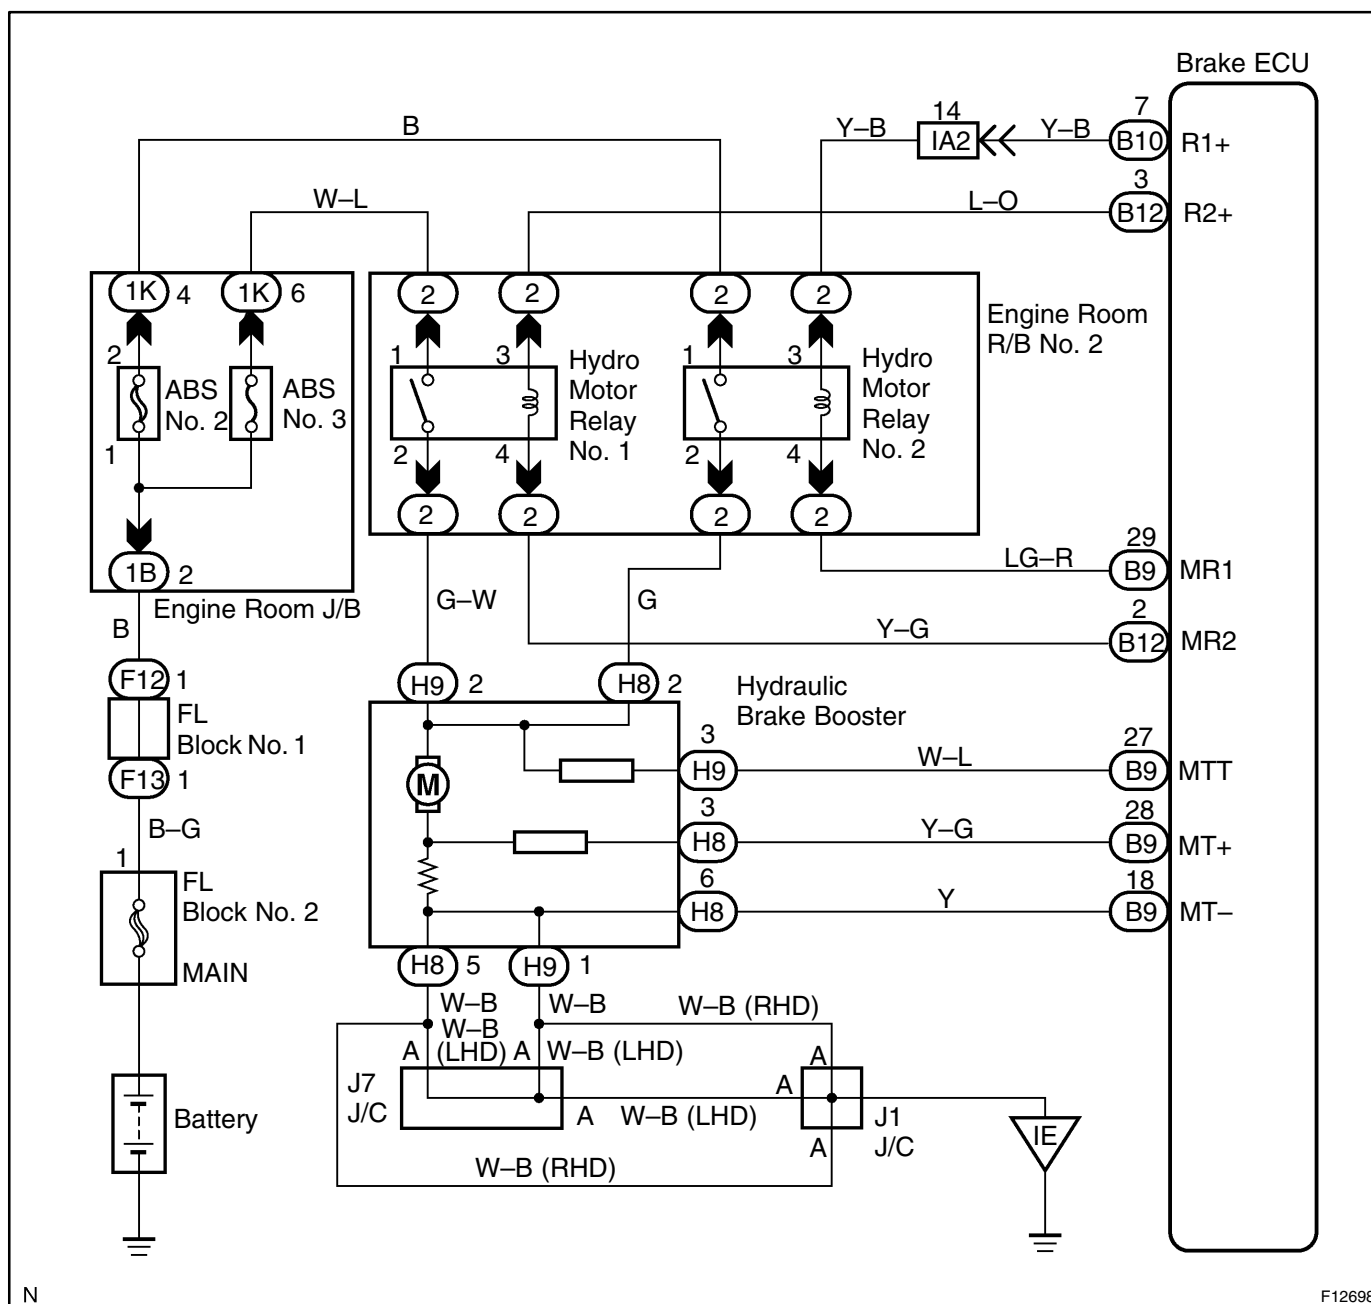 Brake ECU
B
Y–B
14
IA2
Y–B
7
B10
R1+
W–L
L–O
3
B12
R2+
1K
4
1K
6
2
2
2
2
Engine Room
R/B No. 2
2
ABS
No. 2
1
ABS
No. 3
1
3
Hydro
Motor
Relay
No. 1
2
4
1
3
Hydro
Motor
Relay
No. 2
2
4
2
2
2
2
1B
2
Engine Room J/B
LG–R
29
B9
MR1
B
G–W
G
Y–G
2
B12
MR2
F12
1
FL
Block No. 1
F13
1
H9
2
H8
2
Hydraulic
Brake Booster
M
3
H9
W–L
27
B9
MTT
B–G
3
H8
Y–G
28
B9
MT+
1
FL
Block No. 2
MAIN
6
H8
Y
18
B9
MT–
H8
5
H9
1
W–B
W–B
(LHD)
W–B
W–B (RHD)
A
A
W–B (LHD)
A
J7
J/C
A
W–B (LHD)
A
J1
J/C
A
IE
W–B (RHD)
Battery
N
F12698